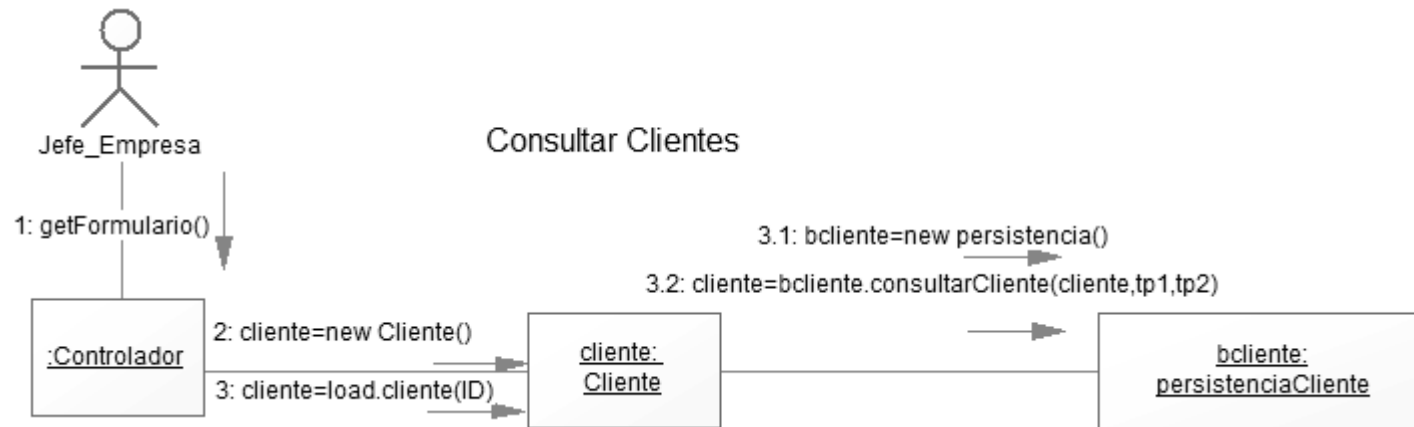 Jefe_Empresa
Consultar Clientes
1: getFormulario()
3.1: bcliente=new persistencia()
3.2: cliente=bcliente.consultarCliente(cliente,tp1,tp2)
:Controlador
2: cliente=new Cliente()
3: cliente=load.cliente(ID)
cliente:
Cliente
bcliente:
persistenciaCliente